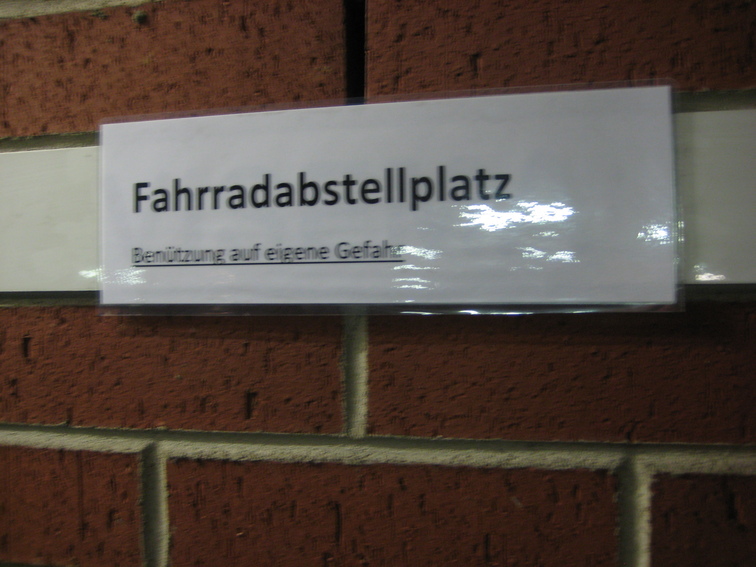 Fahrradabstellplatz
Benützung auf eigene Gefahr